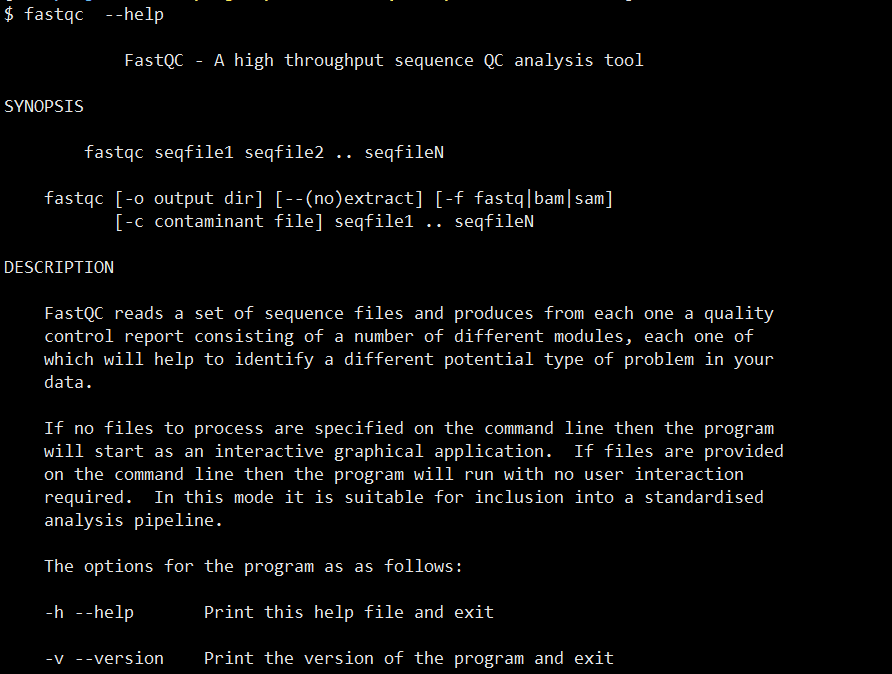 $ fastqc  --help
FastQC - A high throughput sequence QC analysis tool
SYNOPSIS
fastqc seqfile1 seqfile2 .. seqfileN
fastqc [-o output dir] [--(no)extract] [-f fastq|bam|sam]
[-c contaminant file] seqfile1 .. seqfileN
DESCRIPTION
FastQC reads a set of sequence files and produces from each one a quality
control report consisting of a number of different modules, each one of
which will help to identify a different potential type of problem in your
data.
If no files to process are specified on the command line then the program
will start as an interactive graphical application.  If files are provided
on the command line then the program will run with no user interaction
required.  In this mode it is suitable for inclusion into a standardised
analysis pipeline.
The options for the program as as follows:
-h --help       Print this help file and exit
-v --version    Print the version of the program and exit